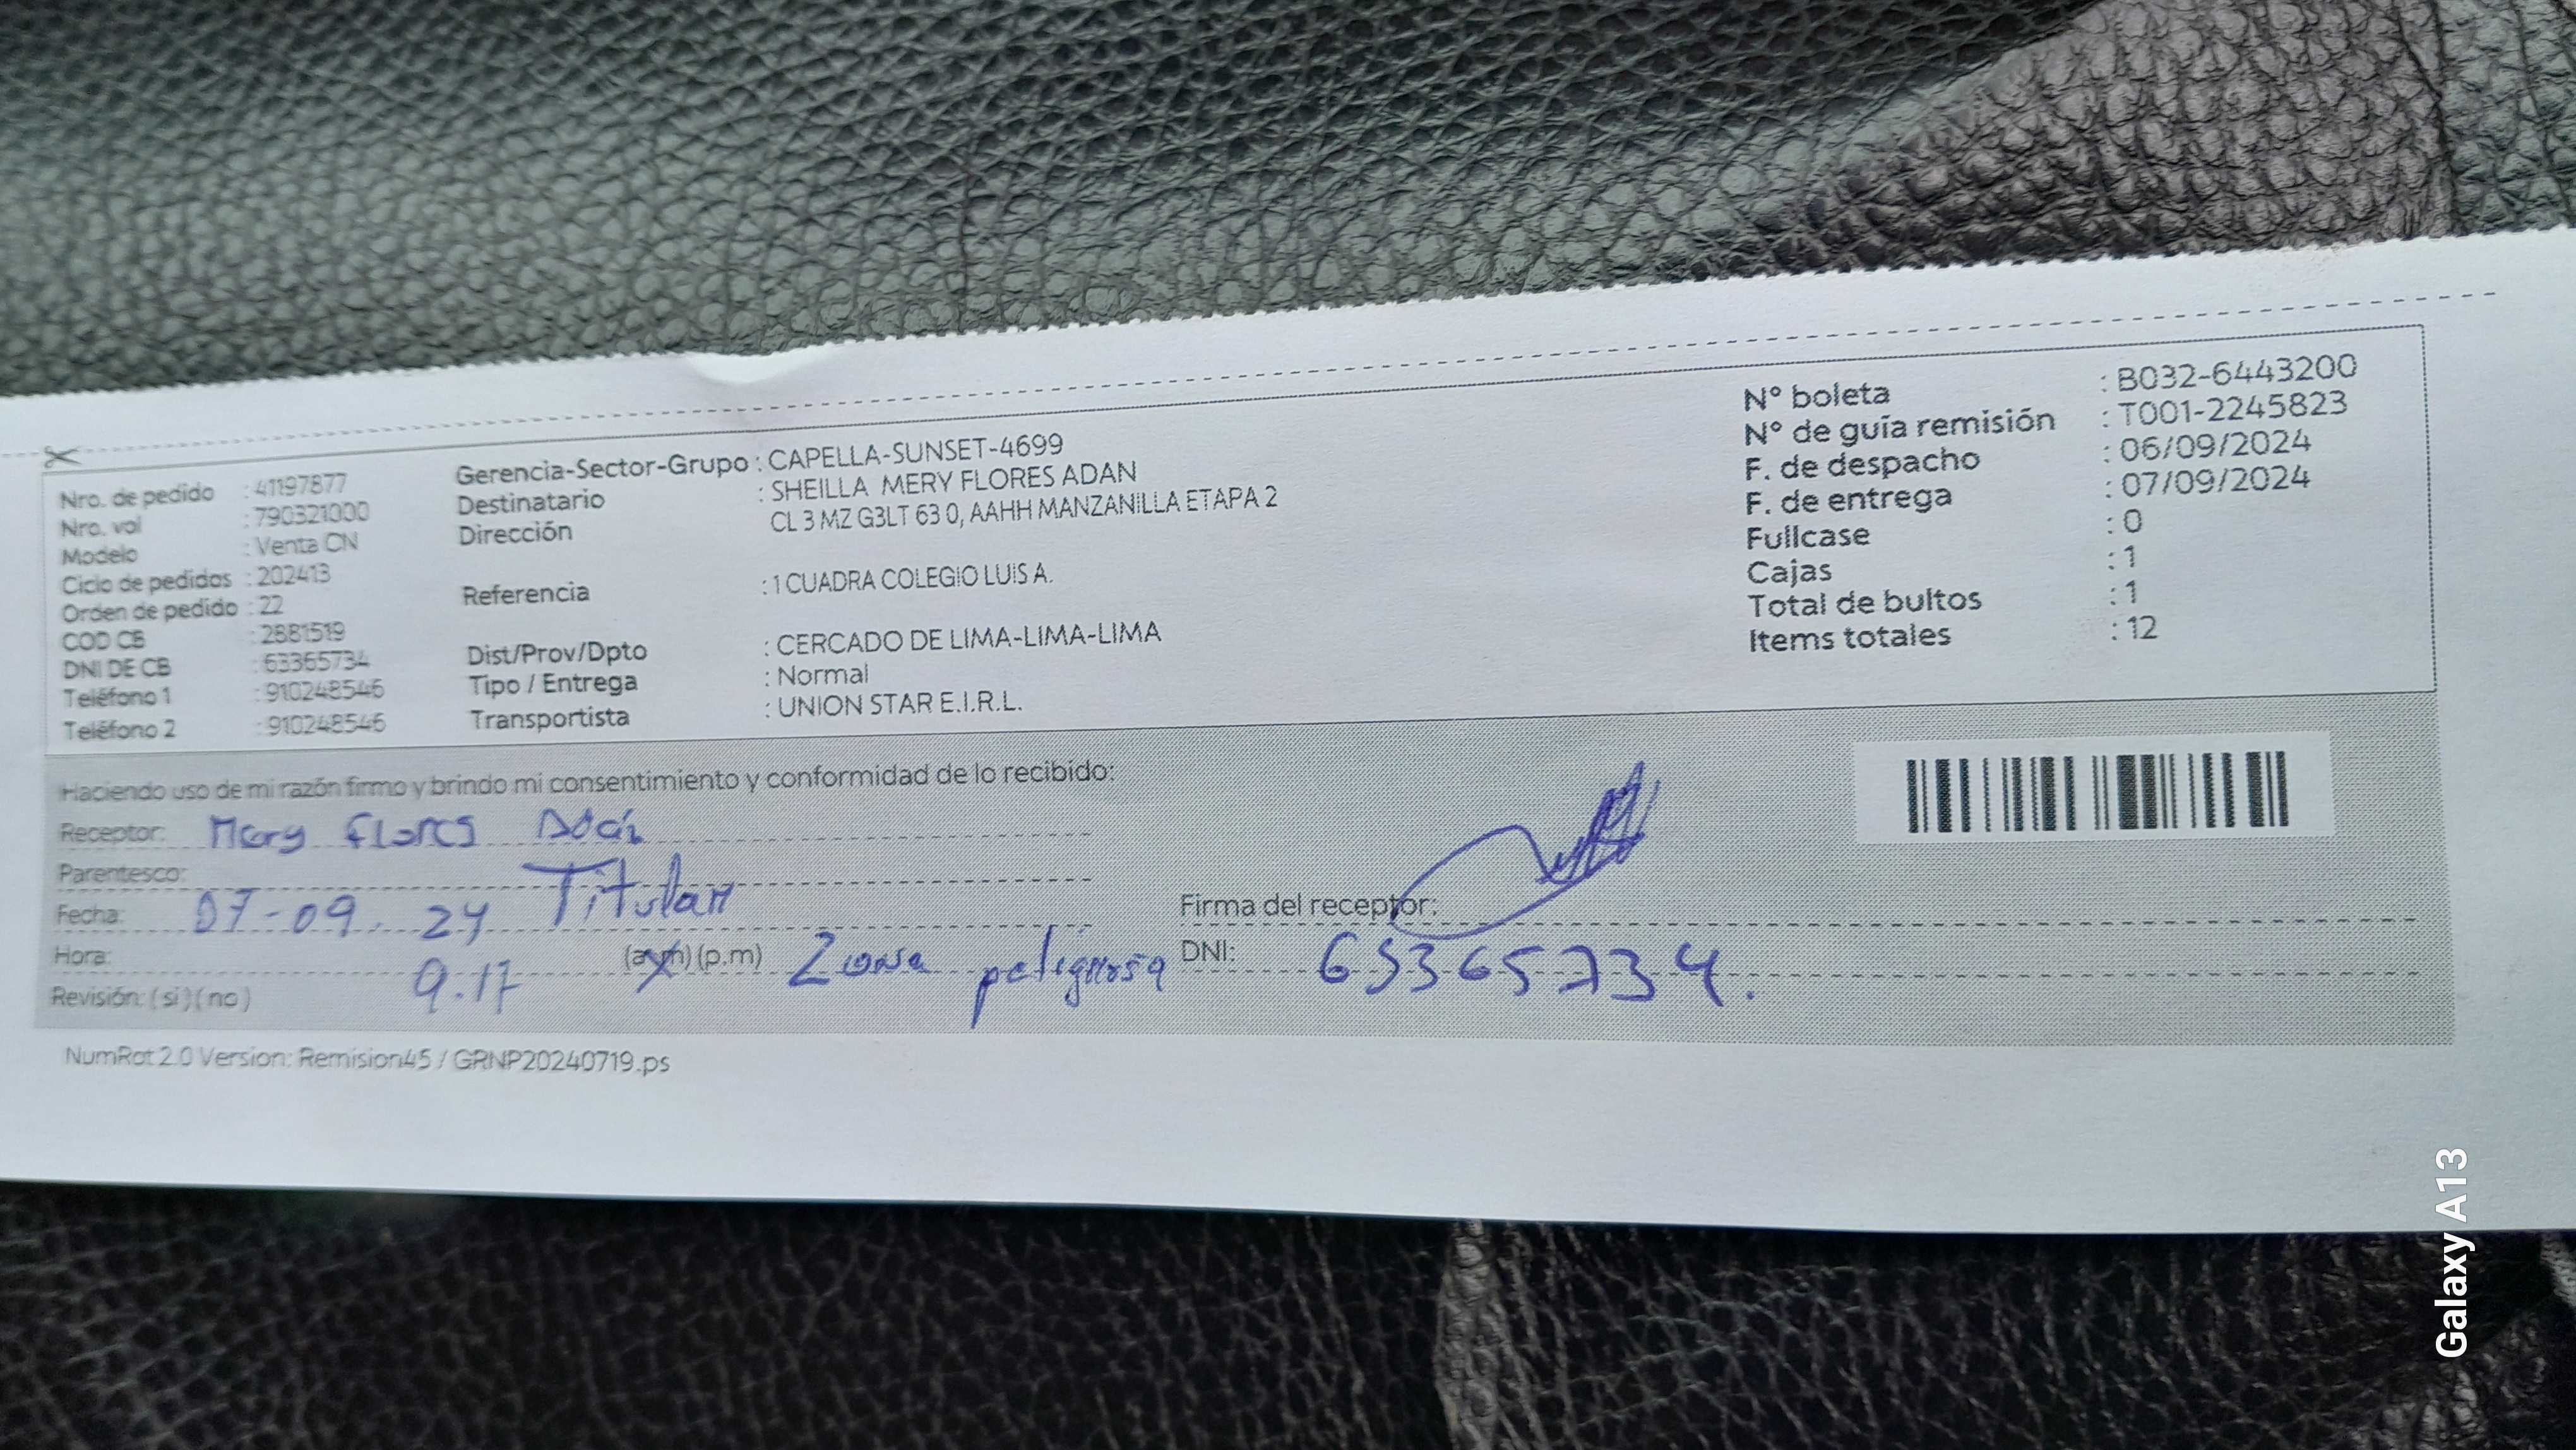 Nro. de pedido : 41197877
Nro. vol : 790321000
Modelo : Venta CN
Ciclo de pedidos : 202413
Orden de pedido : 22
COD CB : 2881519
DNI DE CB : 63365734
Teléfono 1 : 910248546
Teléfono 2 : 910248546
Gerencia-Sector-Grupo : CAPELLA-SUNSET-4699
Destinatario : SHEILLA MERY FLORES ADAN
Dirección CL 3 MZ G3LT 63 0, AAHH MANZANILLA ETAPA 2
Referencia : 1 CUADRA COLEGIO LUIS A.
Dist/Prov/Dpto : CERCADO DE LIMA-LIMA-LIMA
Tipo / Entrega : Normal
Transportista : UNION STAR E.I.R.L.
N° boleta : B032-6443200
N° de guía remisión : T001-2245823
F. de despacho : 06/09/2024
F. de entrega : 07/09/2024
Fullcase : 0
Cajas : 1
Total de bultos : 1
Items totales : 12
Haciendo uso de mi razón firmo y brindo mi consentimiento y conformidad de lo recibido:
Receptor: Mery Flores Adán
Parentesco: Titular
Fecha: 07-09-24
Hora: 9.17 (a.m) (p.m) Zona peligrosa
Revisión: (si) (no)
Firma del receptor:
DNI: 63365734.
NumRot 2.0 Version: Remision45 / GRNP20240719.ps
Galaxy A13